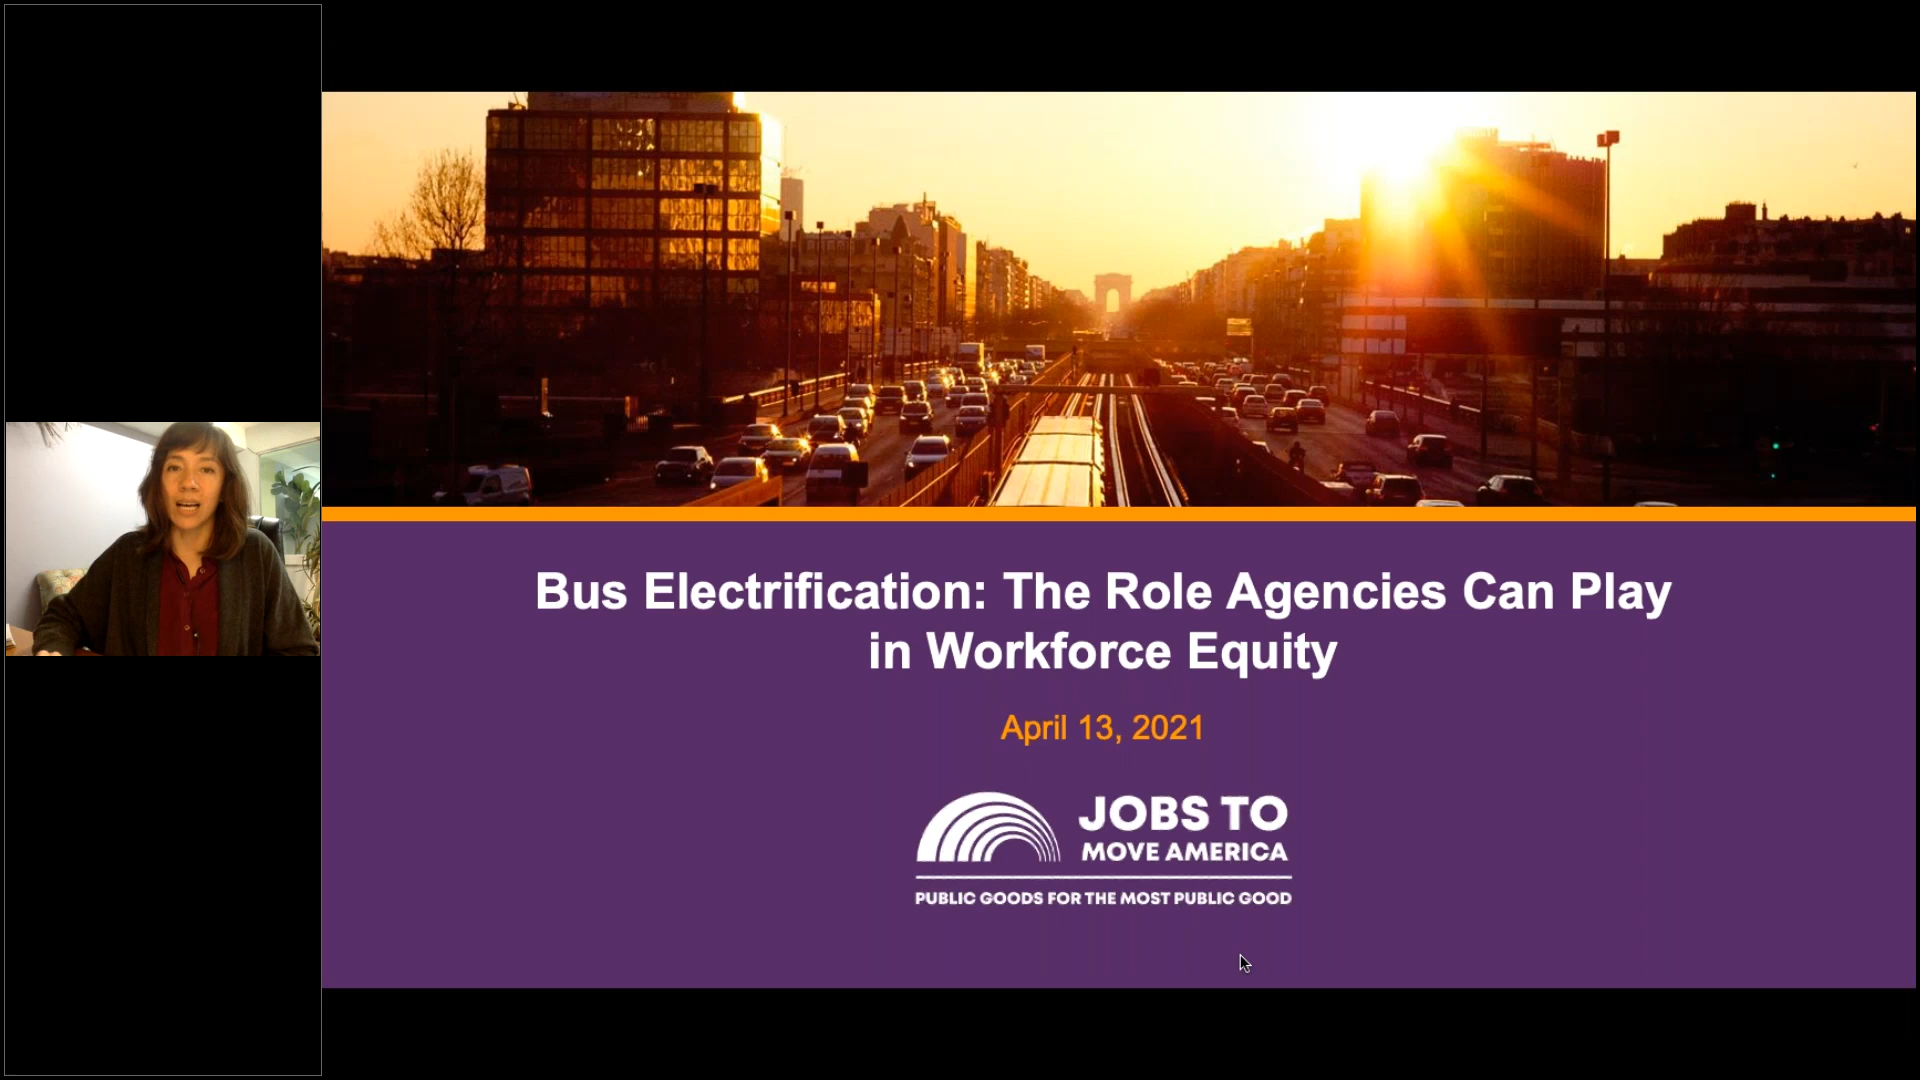 Bus Electrification: The Role Agencies Can Play
in Workforce Equity
April 13, 2021
JOBS TO
MOVE AMERICA
PUBLIC GOODS FOR THE MOST PUBLIC GOOD